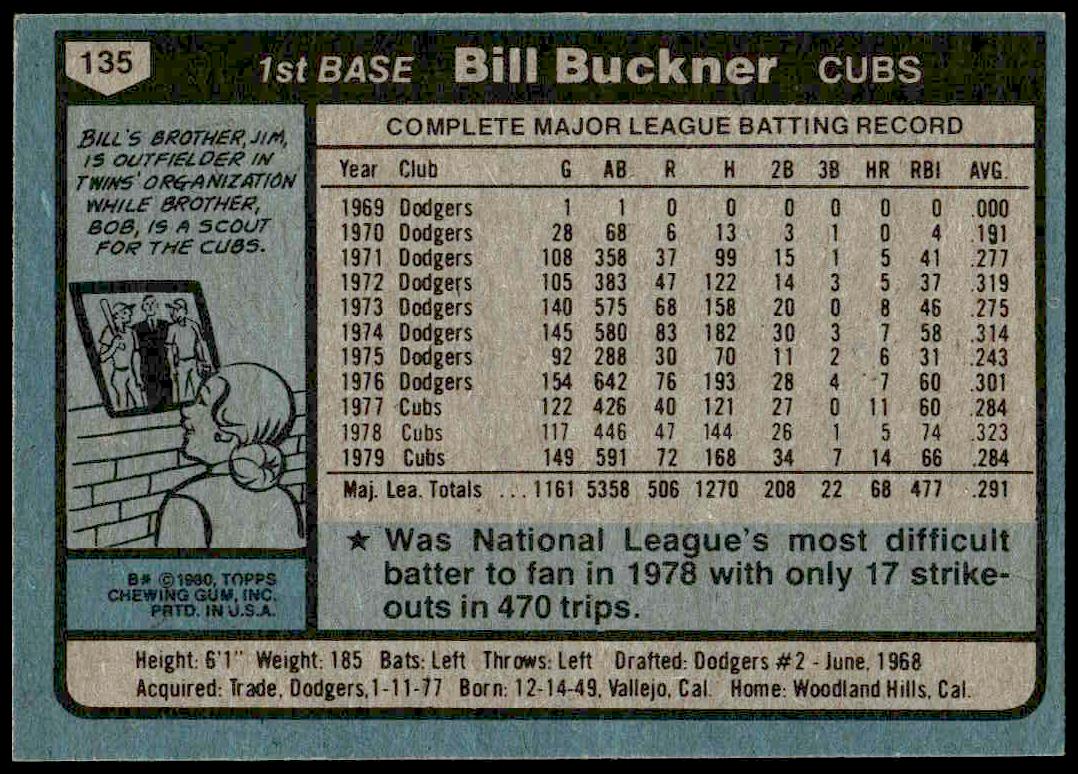 135
1st BASE Bill Buckner CUBS
BILL'S BROTHER, JIM,
IS OUTFIELDER IN
TWINS' ORGANIZATION
WHILE BROTHER,
BOB, IS A SCOUT
FOR THE CUBS.
B* © 1980, TOPPS
CHEWING GUM, INC.
PRTD. IN U.S.A.
COMPLETE MAJOR LEAGUE BATTING RECORD
Year Club G AB R H 2B 3B HR RBI AVG.
1969 Dodgers 1 1 0 0 0 0 0 0 .000
1970 Dodgers 28 68 6 13 3 1 0 4 .191
1971 Dodgers 108 358 37 99 15 1 5 41 .277
1972 Dodgers 105 383 47 122 14 3 5 37 .319
1973 Dodgers 140 575 68 158 20 0 8 46 .275
1974 Dodgers 145 580 83 182 30 3 7 58 .314
1975 Dodgers 92 288 30 70 11 2 6 31 .243
1976 Dodgers 154 642 76 193 28 4 7 60 .301
1977 Cubs 122 426 40 121 27 0 11 60 .284
1978 Cubs 117 446 47 144 26 1 5 74 .323
1979 Cubs 149 591 72 168 34 7 14 66 .284
Maj. Lea. Totals ... 1161 5358 506 1270 208 22 68 477 .291
★ Was National League's most difficult
batter to fan in 1978 with only 17 strike-
outs in 470 trips.
Height: 6'1" Weight: 185 Bats: Left Throws: Left Drafted: Dodgers #2 - June, 1968
Acquired: Trade, Dodgers, 1-11-77 Born: 12-14-49, Vallejo, Cal. Home: Woodland Hills, Cal.